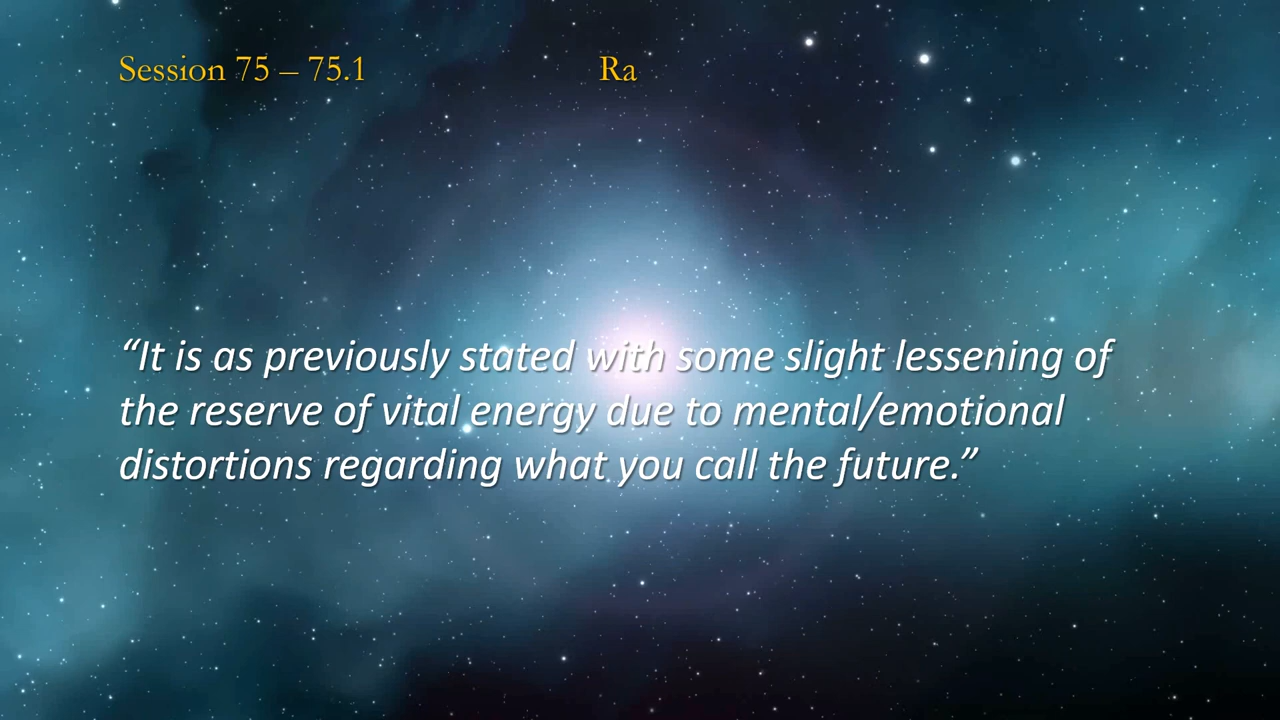 Session 75 – 75.1 Ra
“It is as previously stated with some slight lessening of
the reserve of vital energy due to mental/emotional
distortions regarding what you call the future.”